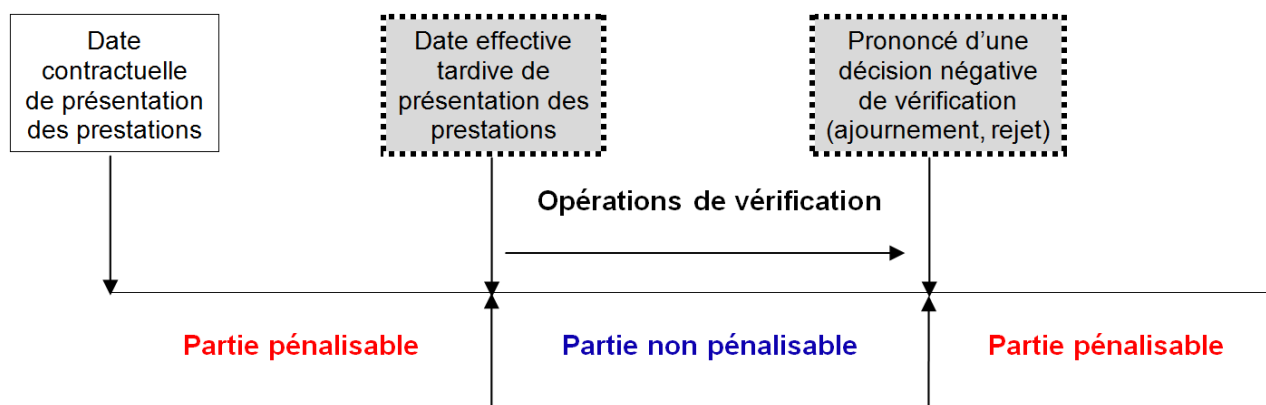 Date
contractuelle
de présentation
des prestations
Date effective
tardive de
présentation des
prestations
Prononcé d’une
décision négative
de vérification
(ajournement, rejet)
Opérations de vérification
Partie pénalisable
Partie non pénalisable
Partie pénalisable